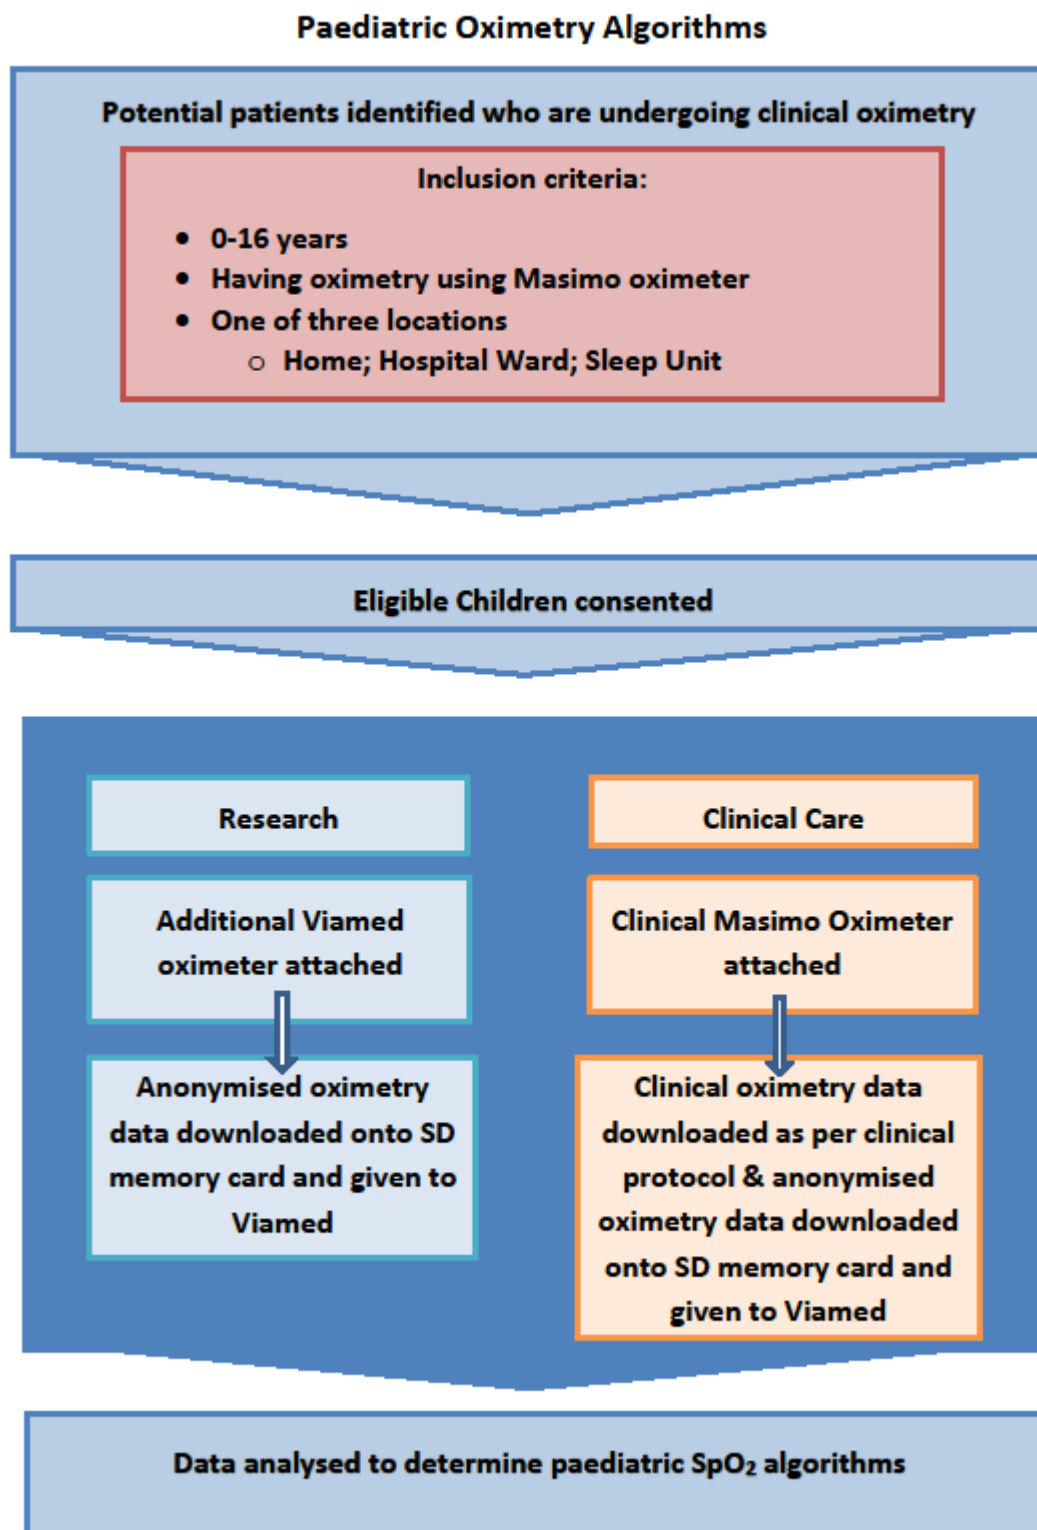 Paediatric Oximetry Algorithms
Potential patients identified who are undergoing clinical oximetry
Inclusion criteria:
• 0-16 years
• Having oximetry using Masimo oximeter
• One of three locations
o Home; Hospital Ward; Sleep Unit
Eligible Children consented
Research
Additional Viamed
oximeter attached
Anonymised oximetry
data downloaded onto SD
memory card and given to
Viamed
Clinical Care
Clinical Masimo Oximeter
attached
Clinical oximetry data
downloaded as per clinical
protocol & anonymised
oximetry data downloaded
onto SD memory card and
given to Viamed
Data analysed to determine paediatric SpO₂ algorithms